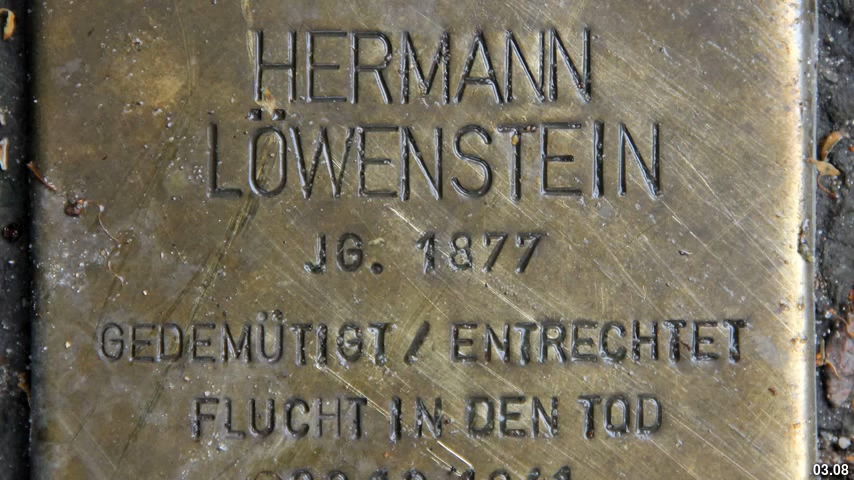 HERMANN
LÖWENSTEIN
JG. 1877
GEDEMÜTIGT / ENTRECHTET
FLUCHT IN DEN TOD
03.08